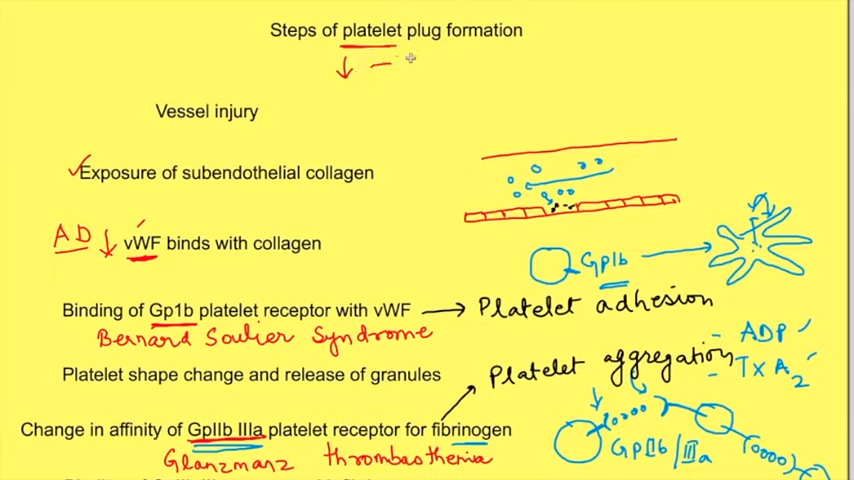 Steps of platelet plug formation
Vessel injury
Exposure of subendothelial collagen
AD vWF binds with collagen
Gp1b
Binding of Gp1b platelet receptor with vWF → Platelet adhesion
Bernard Soulier Syndrome
- ADP
Platelet shape change and release of granules
Platelet aggregation
- TxA2
Change in affinity of GpIIb IIIa platelet receptor for fibrinogen
GpIIb/IIIa
Glanzmanz thrombasthenia